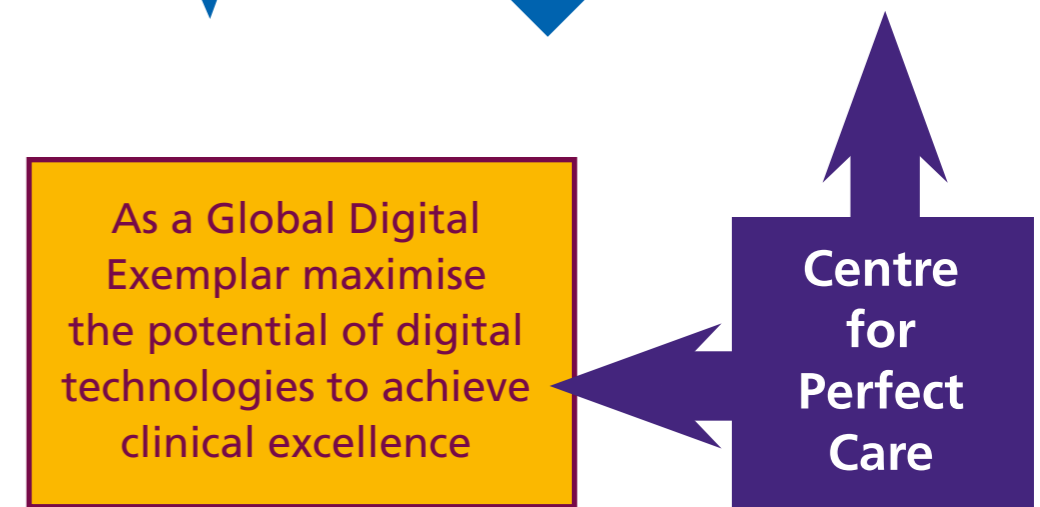 As a Global Digital
Exemplar maximise
the potential of digital
technologies to achieve
clinical excellence
Centre
for
Perfect
Care